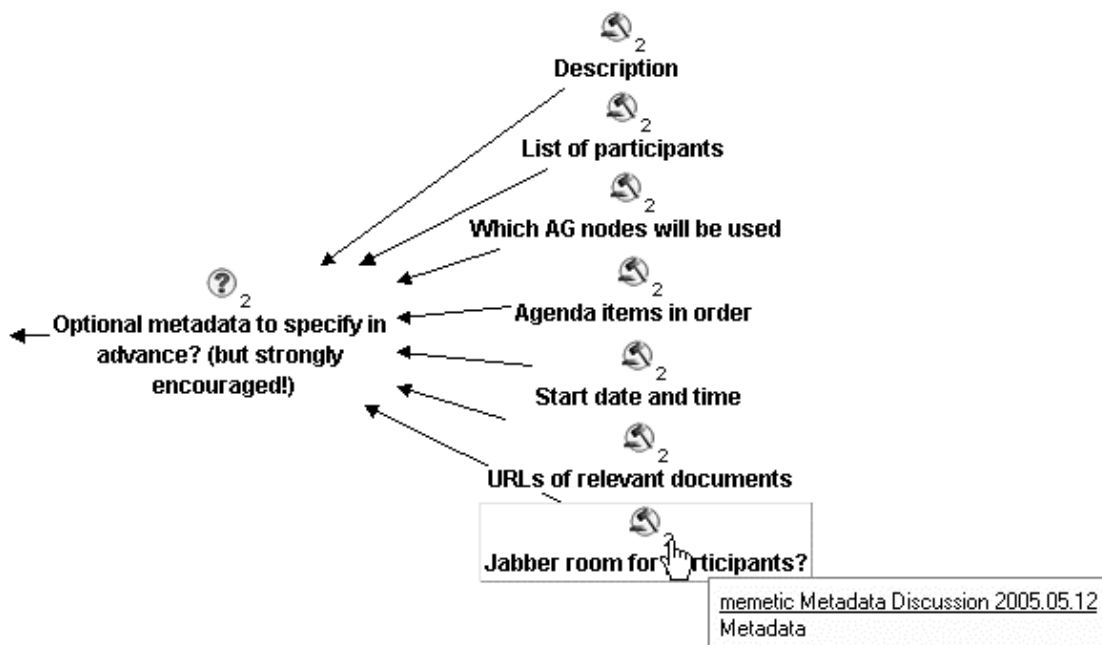 2
Description
2
List of participants
2
Which AG nodes will be used
?
2
Optional metadata to specify in
advance? (but strongly
encouraged!)
2
Agenda items in order
2
Start date and time
2
URLs of relevant documents
2
Jabber room for rticipants?
memetic Metadata Discussion 2005.05.12
Metadata